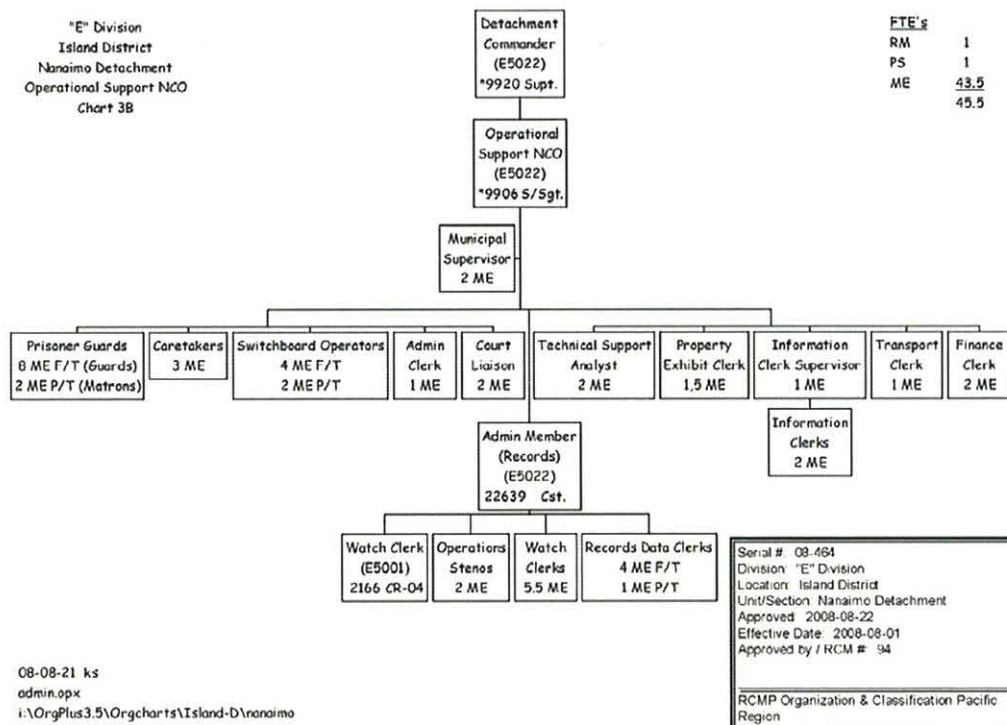 "E" Division
Island District
Nanaimo Detachment
Operational Support NCO
Chart 3B
Detachment
Commander
(E5022)
*9920 Supt.
FTE's
RM 1
PS 1
ME 43.5
45.5
Operational
Support NCO
(E5022)
*9906 S/Sgt.
Municipal
Supervisor
2 ME
Prisoner Guards
8 ME F/T (Guards)
2 ME P/T (Matrons)
Caretakers
3 ME
Switchboard Operators
4 ME F/T
2 ME P/T
Admin
Clerk
1 ME
Court
Liaison
2 ME
Technical Support
Analyst
2 ME
Property
Exhibit Clerk
1.5 ME
Information
Clerk Supervisor
1 ME
Transport
Clerk
1 ME
Finance
Clerk
2 ME
Information
Clerks
2 ME
Admin Member
(Records)
(E5022)
22639 Cst.
Watch Clerk
(E5001)
2166 CR-04
Operations
Stenos
2 ME
Watch
Clerks
5.5 ME
Records Data Clerks
4 ME F/T
1 ME P/T
Serial #: 08-464
Division: "E" Division
Location: Island District
Unit/Section: Nanaimo Detachment
Approved: 2008-08-22
Effective Date: 2008-08-01
Approved by / RCM #: 94
RCMP Organization & Classification Pacific
Region
08-08-21 ks
admin.opx
i:\OrgPlus3.5\Orgcharts\Island-D\nanaimo